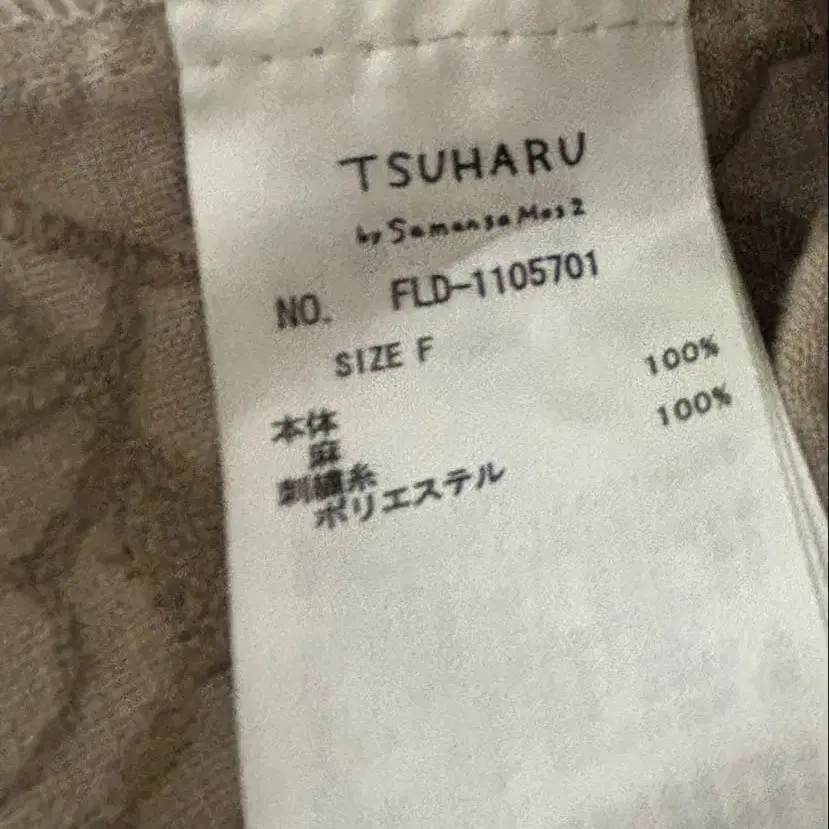 TSUHARU
by Samansa Mos2
NO. FLD-1105701
SIZE F
本体
麻 100%
刺繍糸
ポリエステル 100%